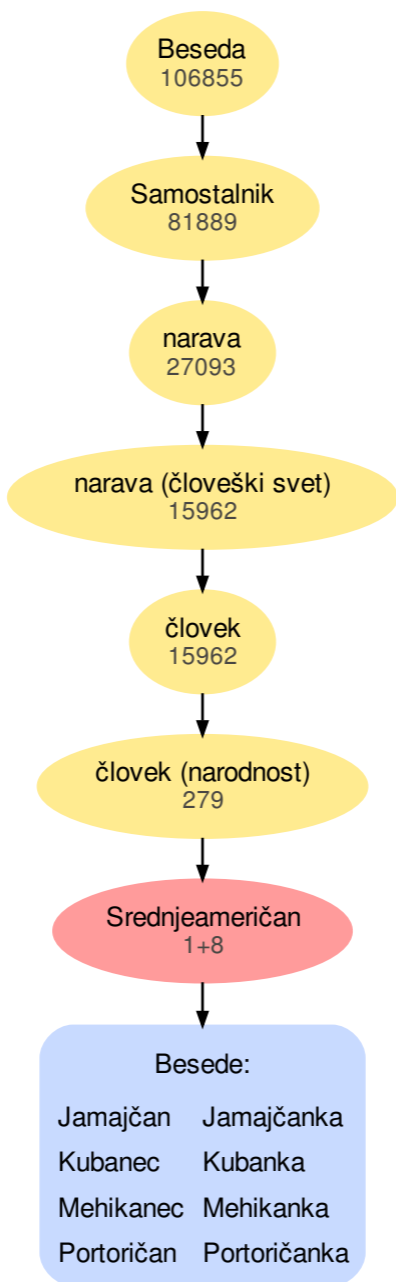 Beseda
106855
Samostalnik
81889
narava
27093
narava (človeški svet)
15962
človek
15962
človek (narodnost)
279
Srednjeameričan
1+8
Besede:
Jamajčan Jamajčanka
Kubanec Kubanka
Mehikanec Mehikanka
Portoričan Portoričanka